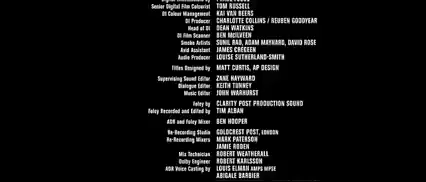 Senior Digital Film Colorist TOM RUSSELL
DI Colour Management KAI VAN BEERS
DI Producer CHARLOTTE COLLINS / REUBEN GOODYEAR
Head of DI DEAN WATKINS
DI Film Scanner BEN McILVEEN
Smoke Artists SUNIL RAO, ADAM MAYNARD, DAVID ROSE
Avid Assistant JAMES CREGEEN
Audio Producer LOUISE SUTHERLAND-SMITH
Titles Designed by MATT CURTIS, AP DESIGN
Supervising Sound Editor ZANE HAYWARD
Dialogue Editor KEITH TUNNEY
Music Editor JOHN WARHURST
Foley by CLARITY POST PRODUCTION SOUND
Foley Recorded and Edited by TIM ALBAN
ADR and Foley Mixer BEN HOOPER
Re-Recording Studio GOLDCREST POST, LONDON
Re-Recording Mixers MARK PATERSON
JAMIE RODEN
Mix Technician ROBERT WEATHERALL
Dolby Engineer ROBERT KARLSSON
ADR Voice Casting by LOUIS ELMAN AMPS MPSE
ABIGAIL BARBIER